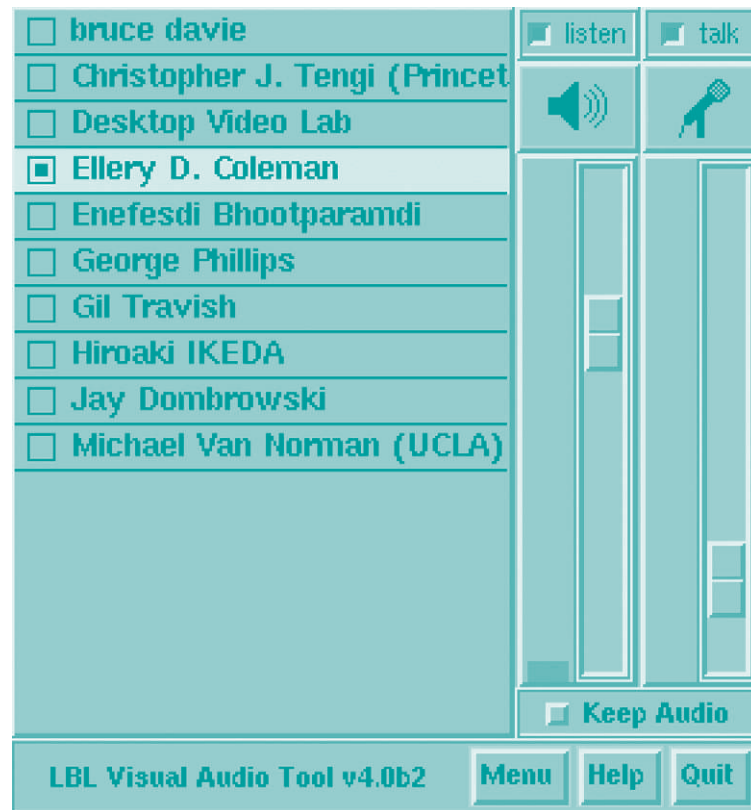 bruce davie
listen
talk
Christopher J. Tengi (Princet
Desktop Video Lab
Ellery D. Coleman
Enefesdi Bhootparamdi
George Phillips
Gil Travish
Hiroaki IKEDA
Jay Dombrowski
Michael Van Norman (UCLA)
Keep Audio
LBL Visual Audio Tool v4.0b2
Menu
Help
Quit